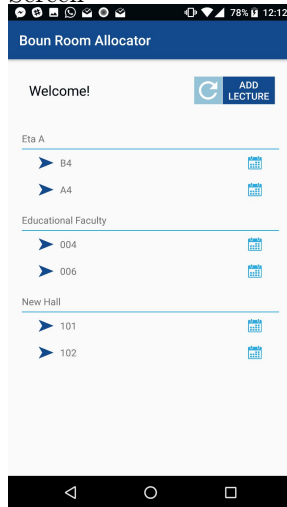 Screen
78% 12:12
Boun Room Allocator
Welcome!
ADD
LECTURE
Eta A
B4
A4
Educational Faculty
004
006
New Hall
101
102